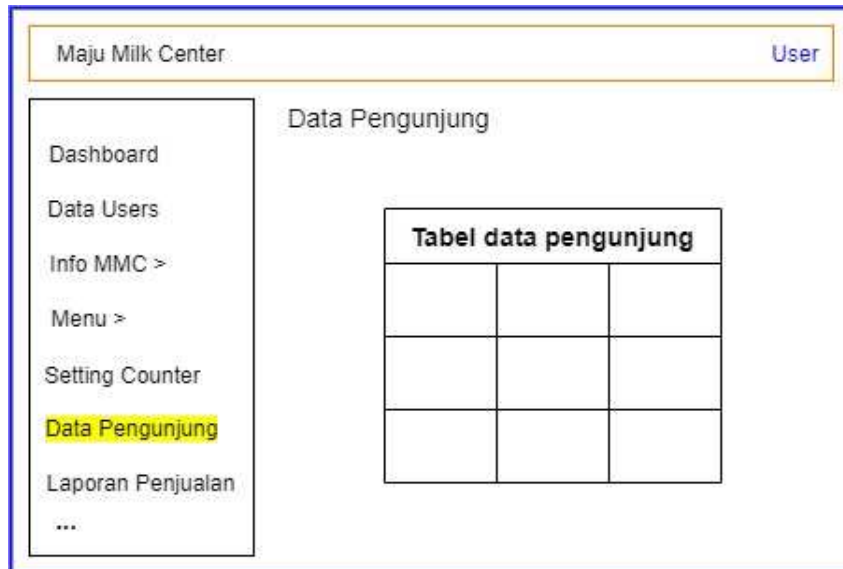 Maju Milk Center
User
Dashboard
Data Users
Info MMC >
Menu >
Setting Counter
Data Pengunjung
Laporan Penjualan
...
Data Pengunjung
Tabel data pengunjung